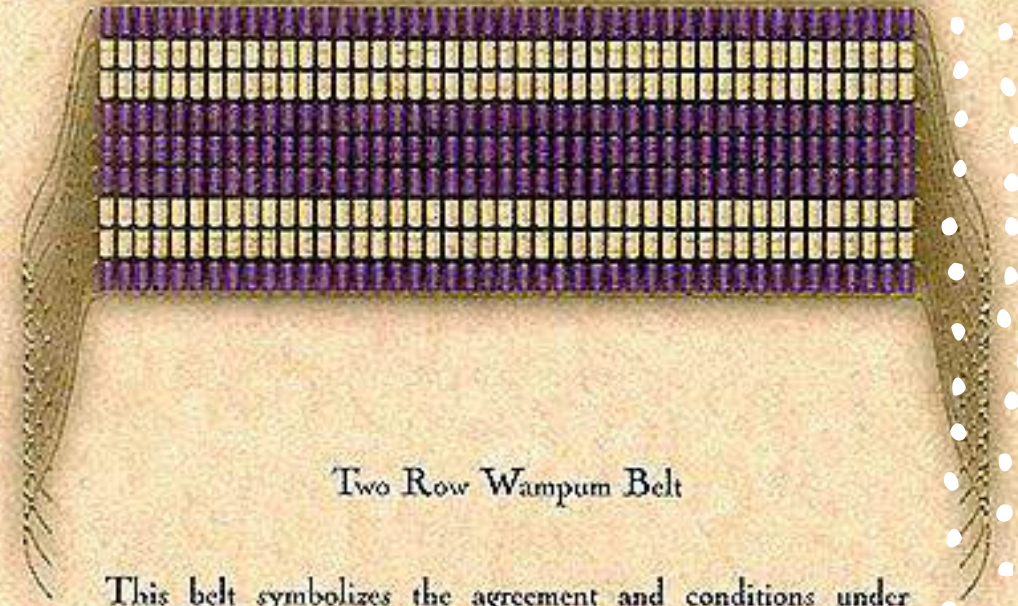 Two Row Wampum Belt
This belt symbolizes the agreement and conditions under